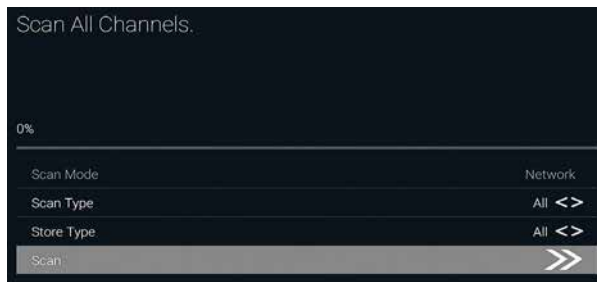 Scan All Channels.
0%
Scan Mode Network
Scan Type All <>
Store Type All <>
Scan